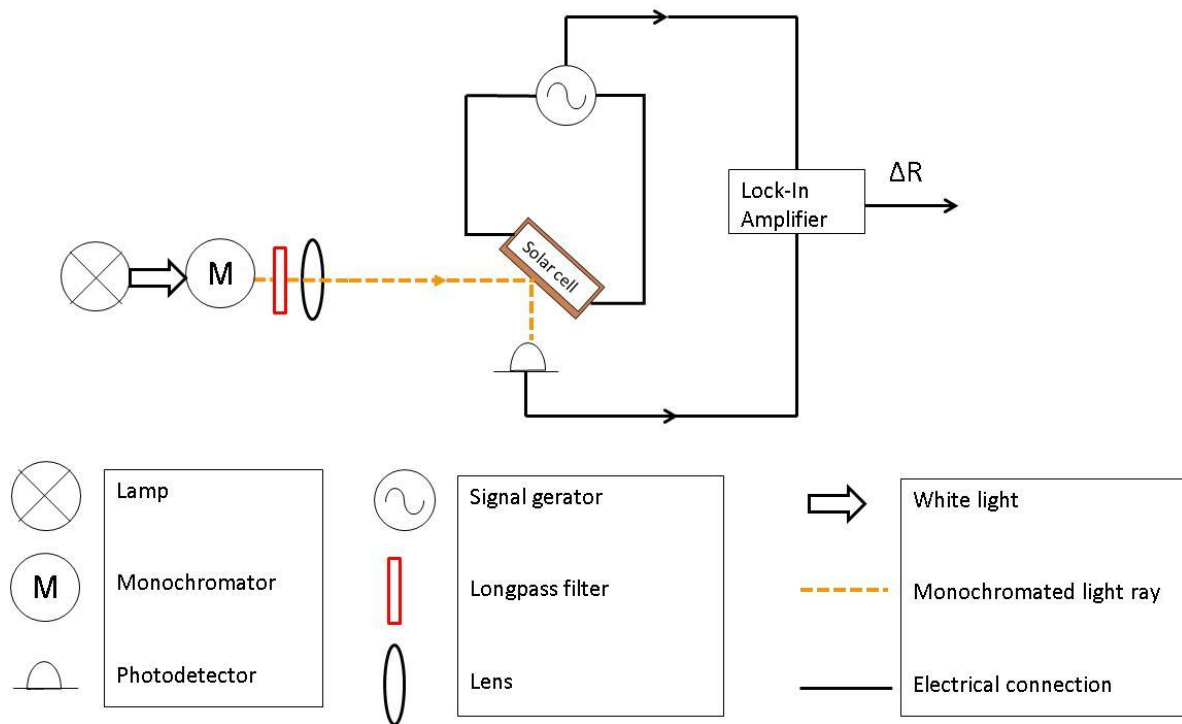 ΔR
Lock-In
Amplifier
Solar cell
M
Lamp
Signal gerator
White light
M
Monochromator
Longpass filter
Monochromated light ray
Photodetector
Lens
Electrical connection